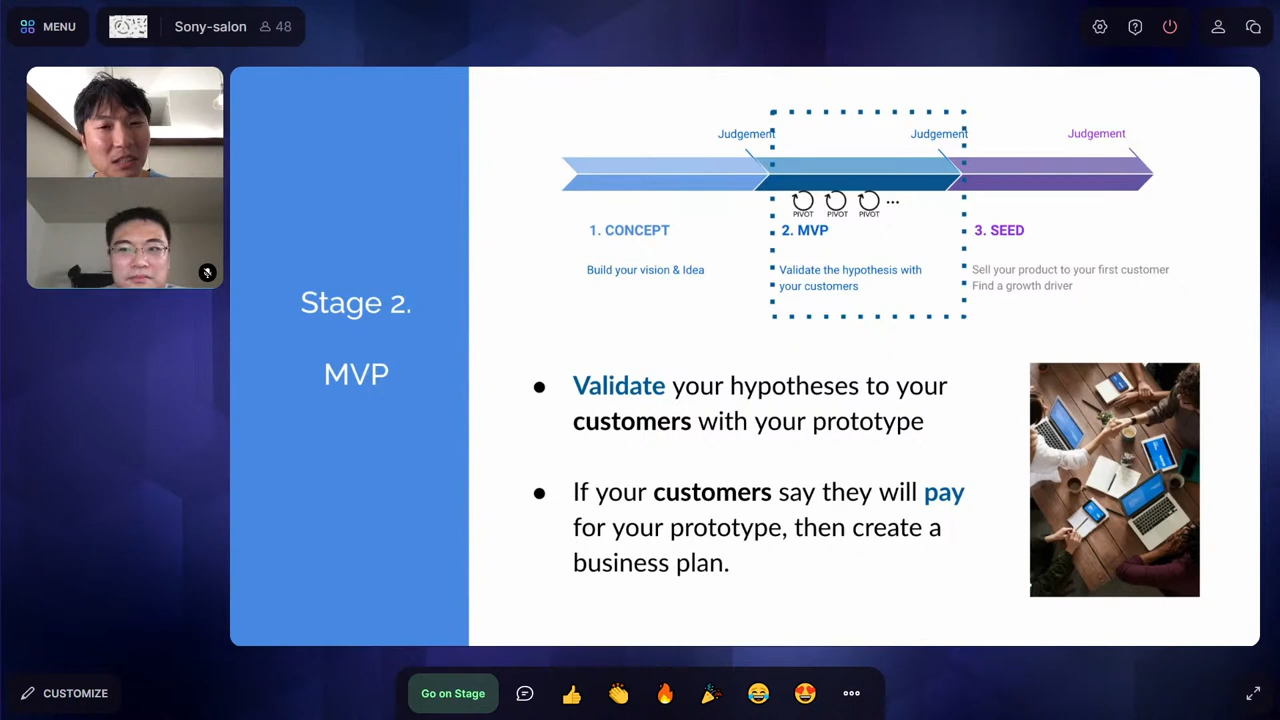 MENU
Sony-salon
48
Judgement
Judgement
Judgement
PIVOT
PIVOT
PIVOT
...
1. CONCEPT
2. MVP
3. SEED
Build your vision & Idea
Validate the hypothesis with
your customers
Sell your product to your first customer
Find a growth driver
Stage 2.
MVP
● Validate your hypotheses to your
customers with your prototype
● If your customers say they will pay
for your prototype, then create a
business plan.
CUSTOMIZE
Go on Stage